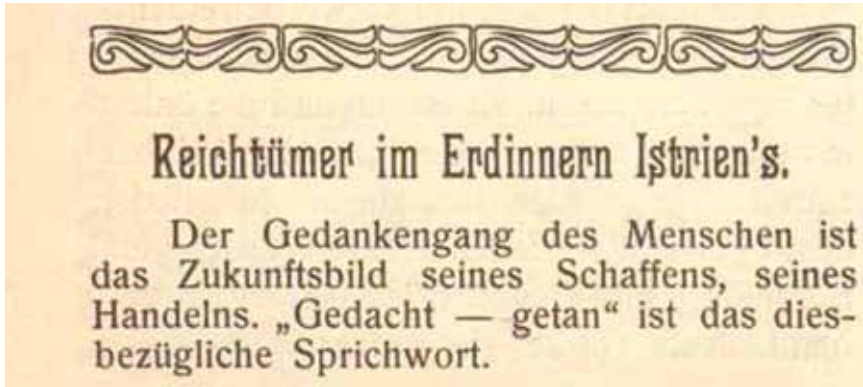 Reichtümer im Erdinnern Istrien's.
Der Gedankengang des Menschen ist
das Zukunftsbild seines Schaffens, seines
Handelns. „Gedacht — getan“ ist das dies-
bezügliche Sprichwort.